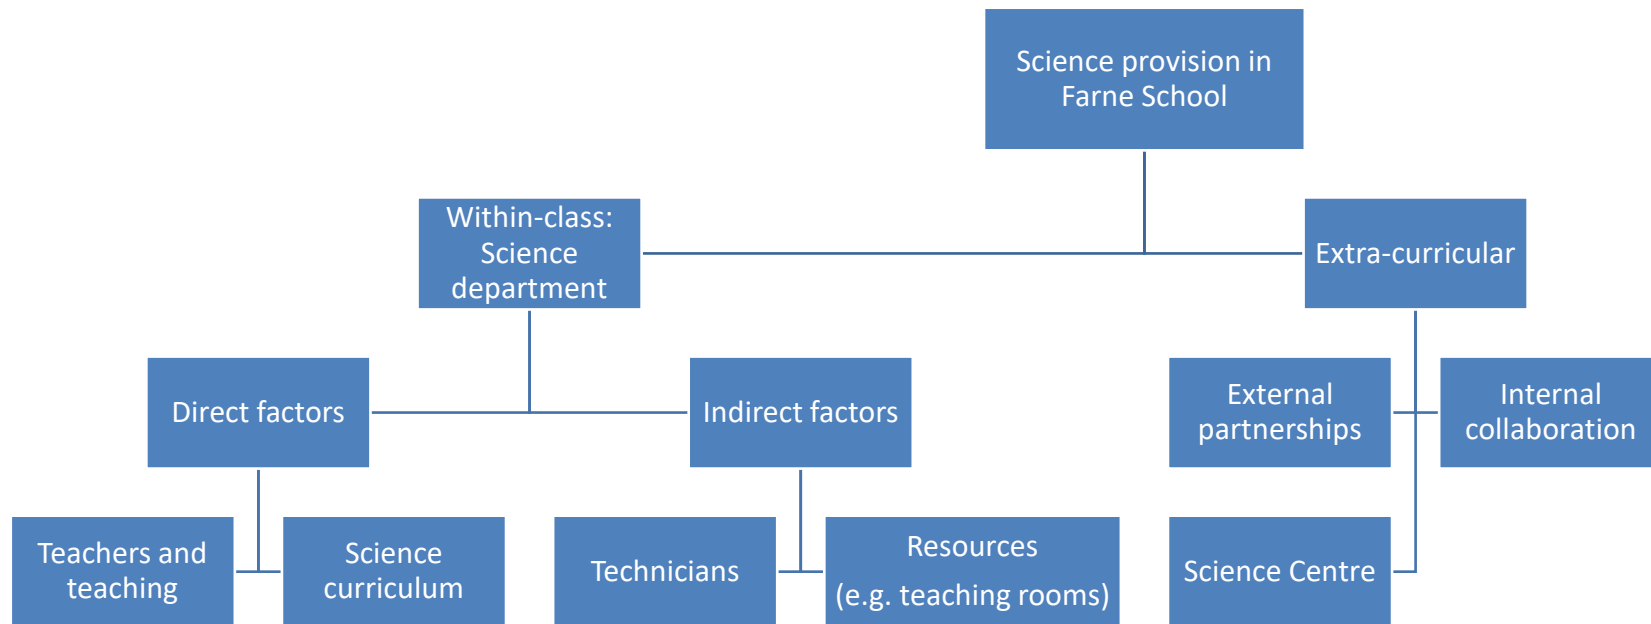 Science provision in
Farne School
Within-class:
Science
department
Extra-curricular
Direct factors
Indirect factors
External
partnerships
Internal
collaboration
Teachers and
teaching
Science
curriculum
Technicians
Resources
(e.g. teaching rooms)
Science Centre